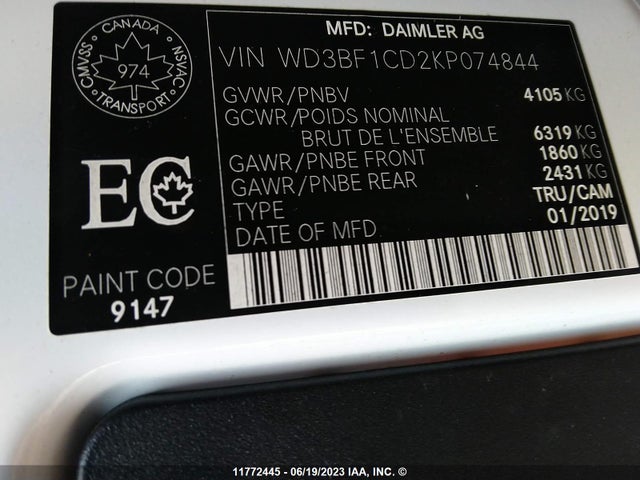 CANADA
CMVSS
NSVAC
974
TRANSPORT
MFD: DAIMLER AG
VIN WD3BF1CD2KP074844
GVWR/PNBV 4105 KG
GCWR/POIDS NOMINAL
BRUT DE L'ENSEMBLE 6319 KG
GAWR/PNBE FRONT 1860 KG
GAWR/PNBE REAR 2431 KG
TYPE TRU/CAM
DATE OF MFD. 01/2019
EC
PAINT CODE
9147
11772445 - 06/19/2023 IAA, INC. ©